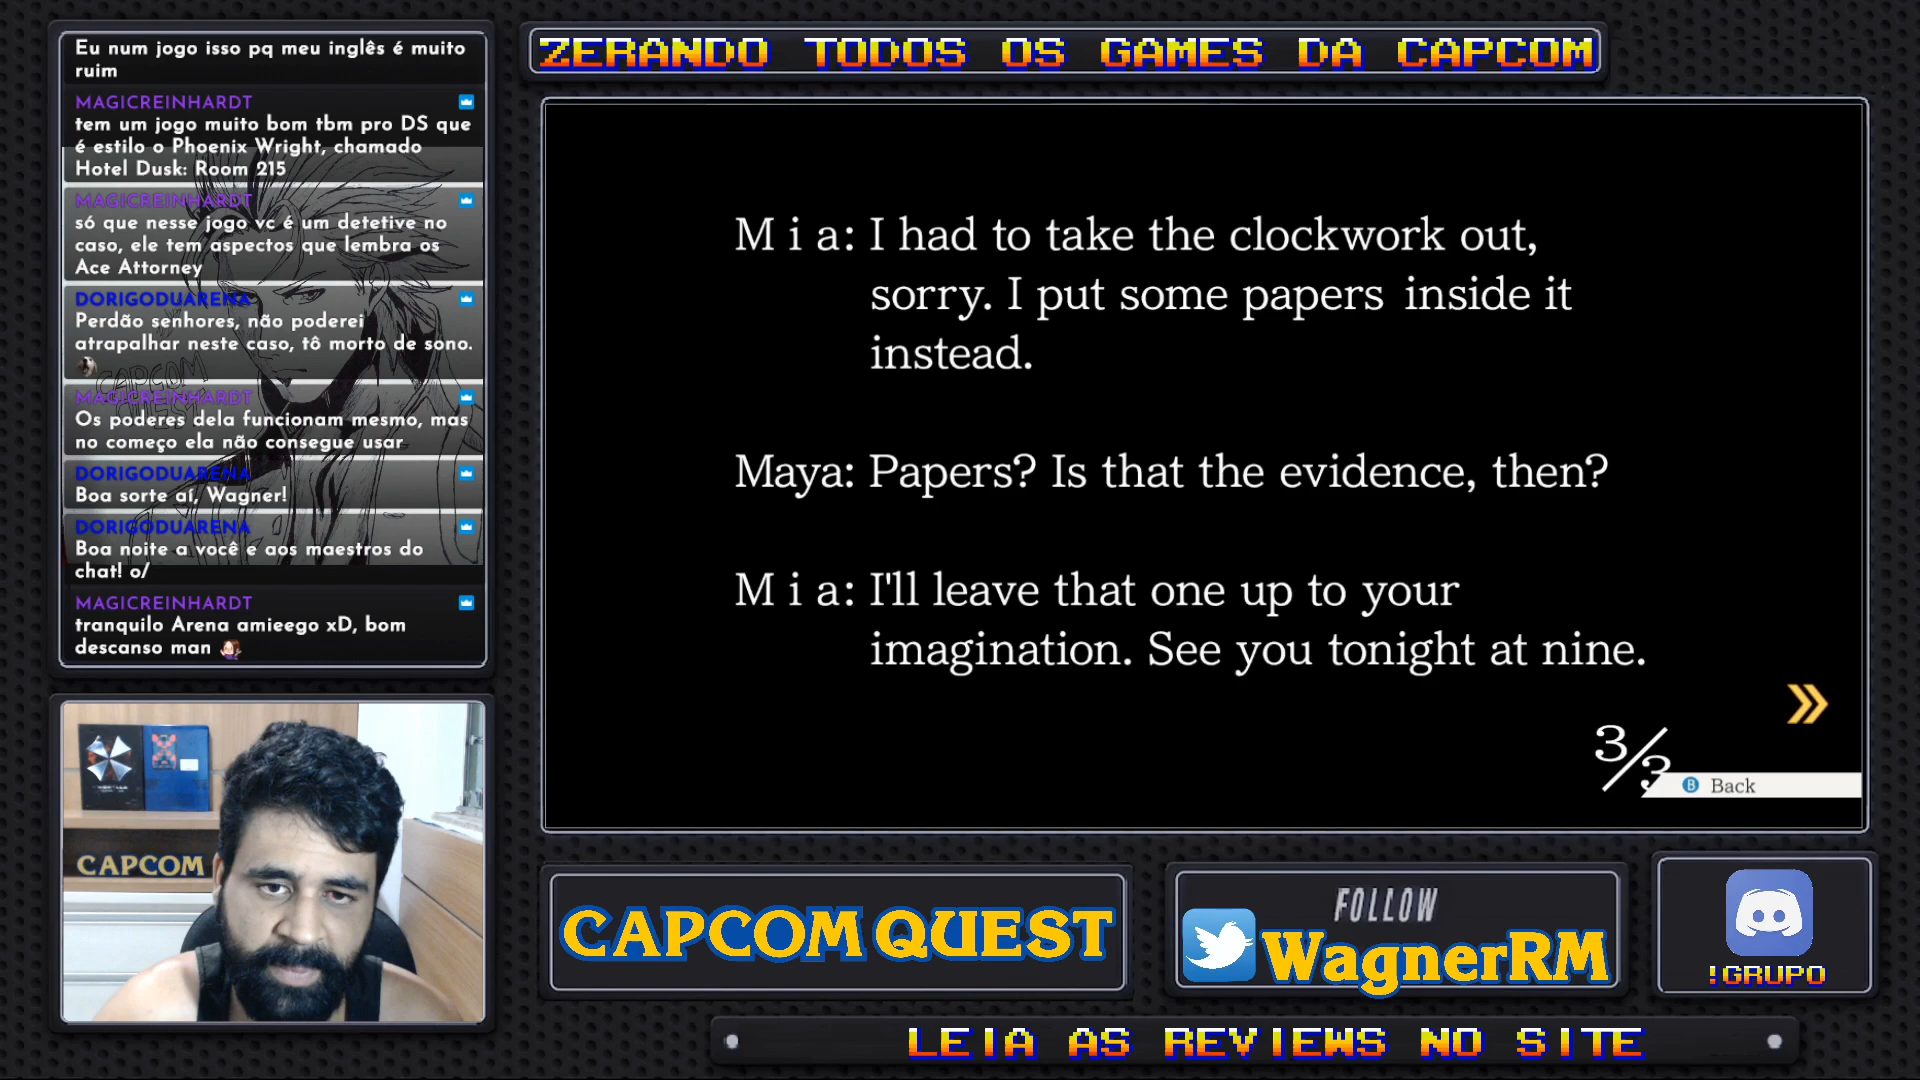 Eu num jogo isso pq meu inglês é muito
ruim
MAGICREINHARDT
tem um jogo muito bom tbm pro DS que
é estilo o Phoenix Wright, chamado
Hotel Dusk: Room 215
MAGICREINHARDT
só que nesse jogo vc é um detetive no
caso, ele tem aspectos que lembra os
Ace Attorney
DORIGODUARENA
Perdão senhores, não poderei
atrapalhar neste caso, tô morto de sono.
MAGICREINHARDT
Os poderes dela funcionam mesmo, mas
no começo ela não consegue usar
DORIGODUARENA
Boa sorte aí, Wagner!
DORIGODUARENA
Boa noite a você e aos maestros do
chat! o/
MAGICREINHARDT
tranquilo Arena amieego xD, bom
descanso man
CAPCOM
QUEST
CAPCOM
ZERANDO TODOS OS GAMES DA CAPCOM
M i a: I had to take the clockwork out,
sorry. I put some papers inside it
instead.
Maya: Papers? Is that the evidence, then?
M i a: I'll leave that one up to your
imagination. See you tonight at nine.
3/3
B Back
CAPCOM QUEST
FOLLOW
WagnerRM
!GRUPO
LEIA AS REVIEWS NO SITE